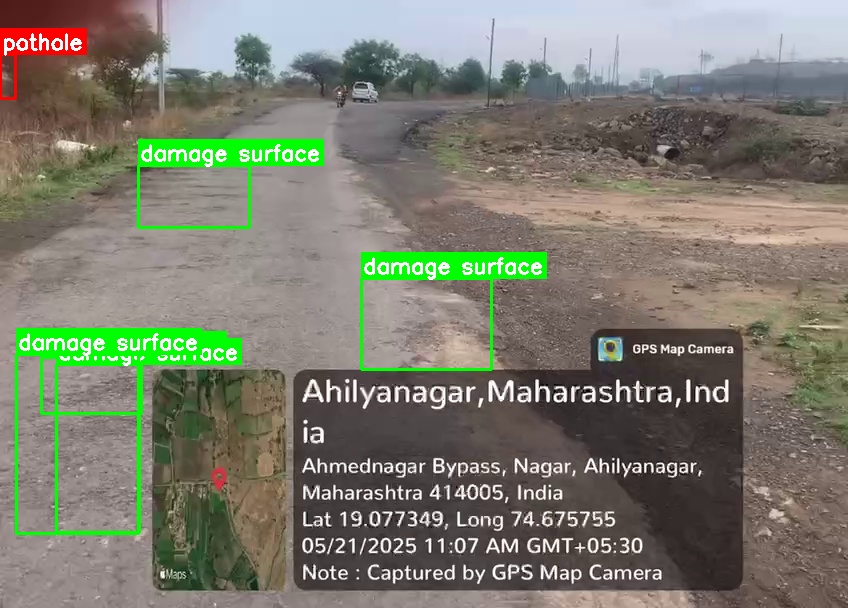 pothole
damage surface
damage surface
damage surface
damage surface
GPS Map Camera
Ahilyanagar,Maharashtra,Ind
ia
Ahmednagar Bypass, Nagar, Ahilyanagar,
Maharashtra 414005, India
Lat 19.077349, Long 74.675755
05/21/2025 11:07 AM GMT+05:30
Note : Captured by GPS Map Camera
Maps